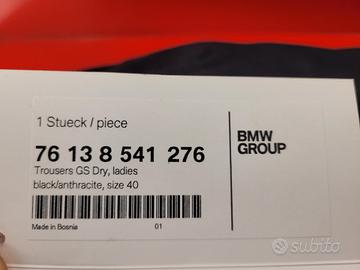 1 Stueck / piece
76 13 8 541 276
Trousers GS Dry, ladies
black/anthracite, size 40
Made in Bosnia 01
BMW
GROUP
subito